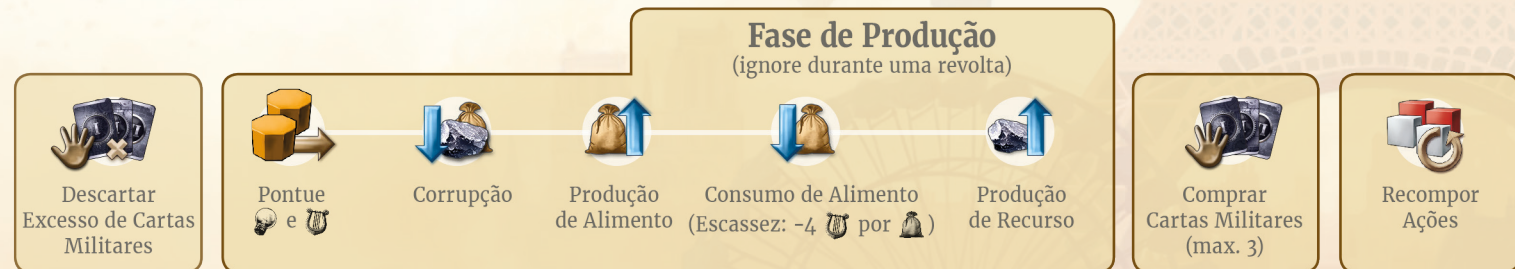 Fase de Produção
(ignore durante uma revolta)
Descartar
Excesso de Cartas
Militares
Pontue
e
Corrupção
Produção
de Alimento
Consumo de Alimento
(Escassez: -4 por )
Produção
de Recurso
Comprar
Cartas Militares
(max. 3)
Recompor
Ações